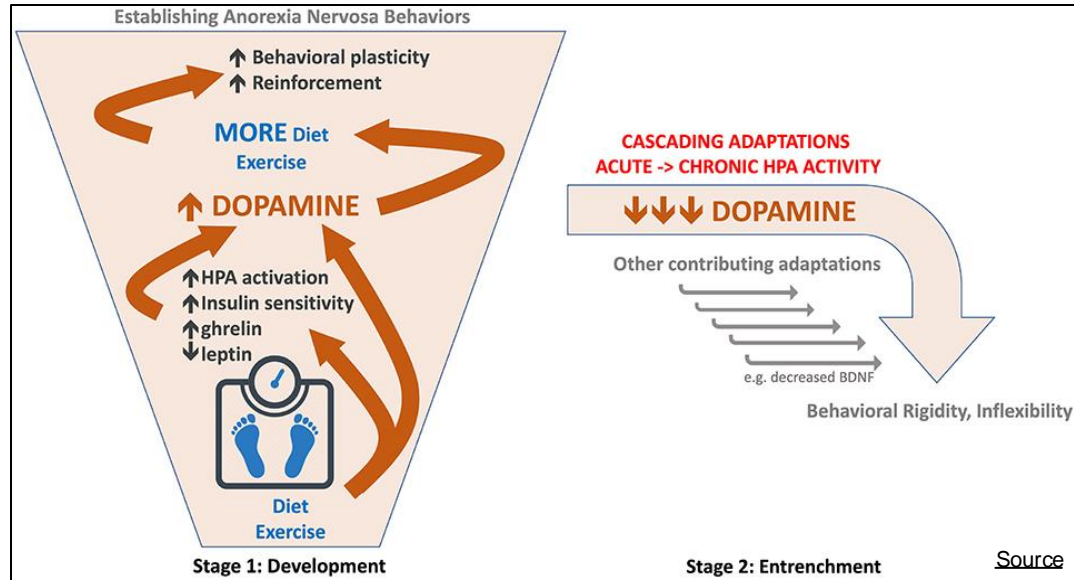 Establishing Anorexia Nervosa Behaviors
↑ Behavioral plasticity
↑ Reinforcement
MORE Diet
Exercise
↑ DOPAMINE
↑ HPA activation
↑ Insulin sensitivity
↑ ghrelin
↓ leptin
Diet
Exercise
Stage 1: Development
CASCADING ADAPTATIONS
ACUTE -> CHRONIC HPA ACTIVITY
↓↓↓ DOPAMINE
Other contributing adaptations
e.g. decreased BDNF
Behavioral Rigidity, Inflexibility
Stage 2: Entrenchment
Source